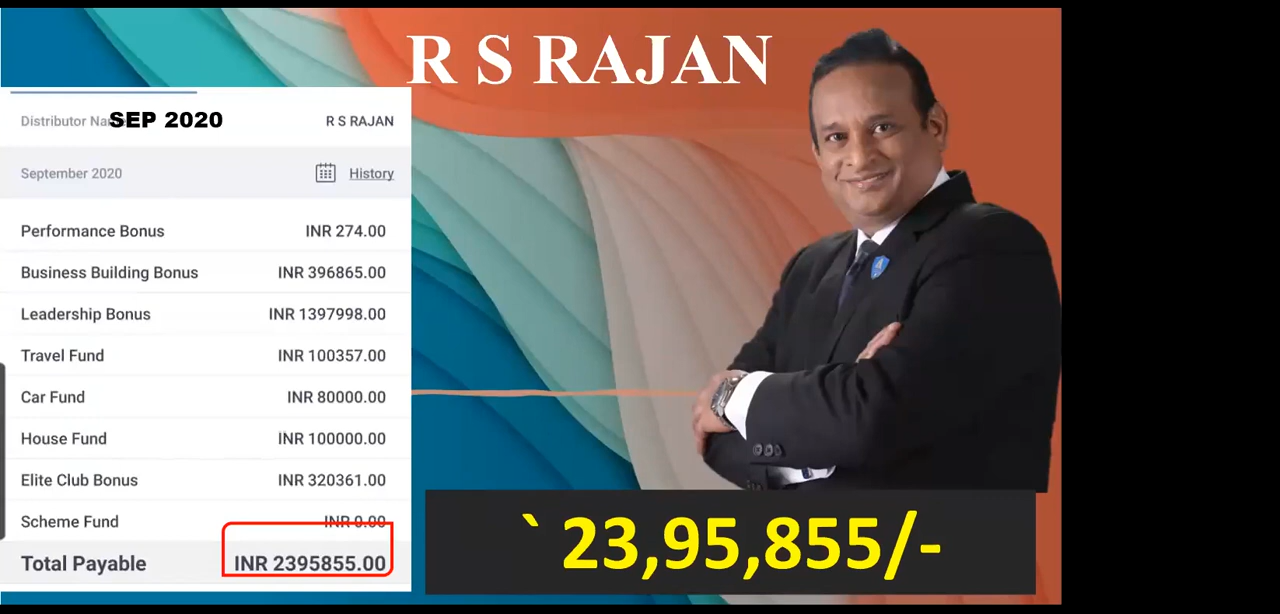 R S RAJAN
Distributor Na
SEP 2020
R S RAJAN
September 2020
History
Performance Bonus INR 274.00
Business Building Bonus INR 396865.00
Leadership Bonus INR 1397998.00
Travel Fund INR 100357.00
Car Fund INR 80000.00
House Fund INR 100000.00
Elite Club Bonus INR 320361.00
Scheme Fund INR 0.00
Total Payable INR 2395855.00
` 23,95,855/-